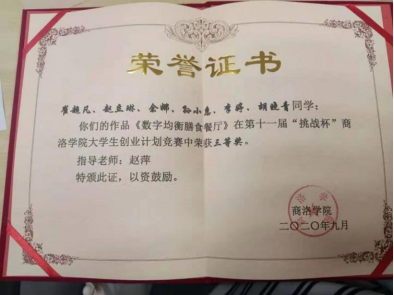 荣誉证书
崔超凡、赵立琳、金娜、孙小惠、李婷、胡晓青同学：
你们的作品《数字均衡膳食餐厅》在第十一届“挑战杯”商
洛学院大学生创业计划竞赛中荣获三等奖。
指导老师：赵萍
特颁此证，以资鼓励。
商洛学院
二〇二〇年九月